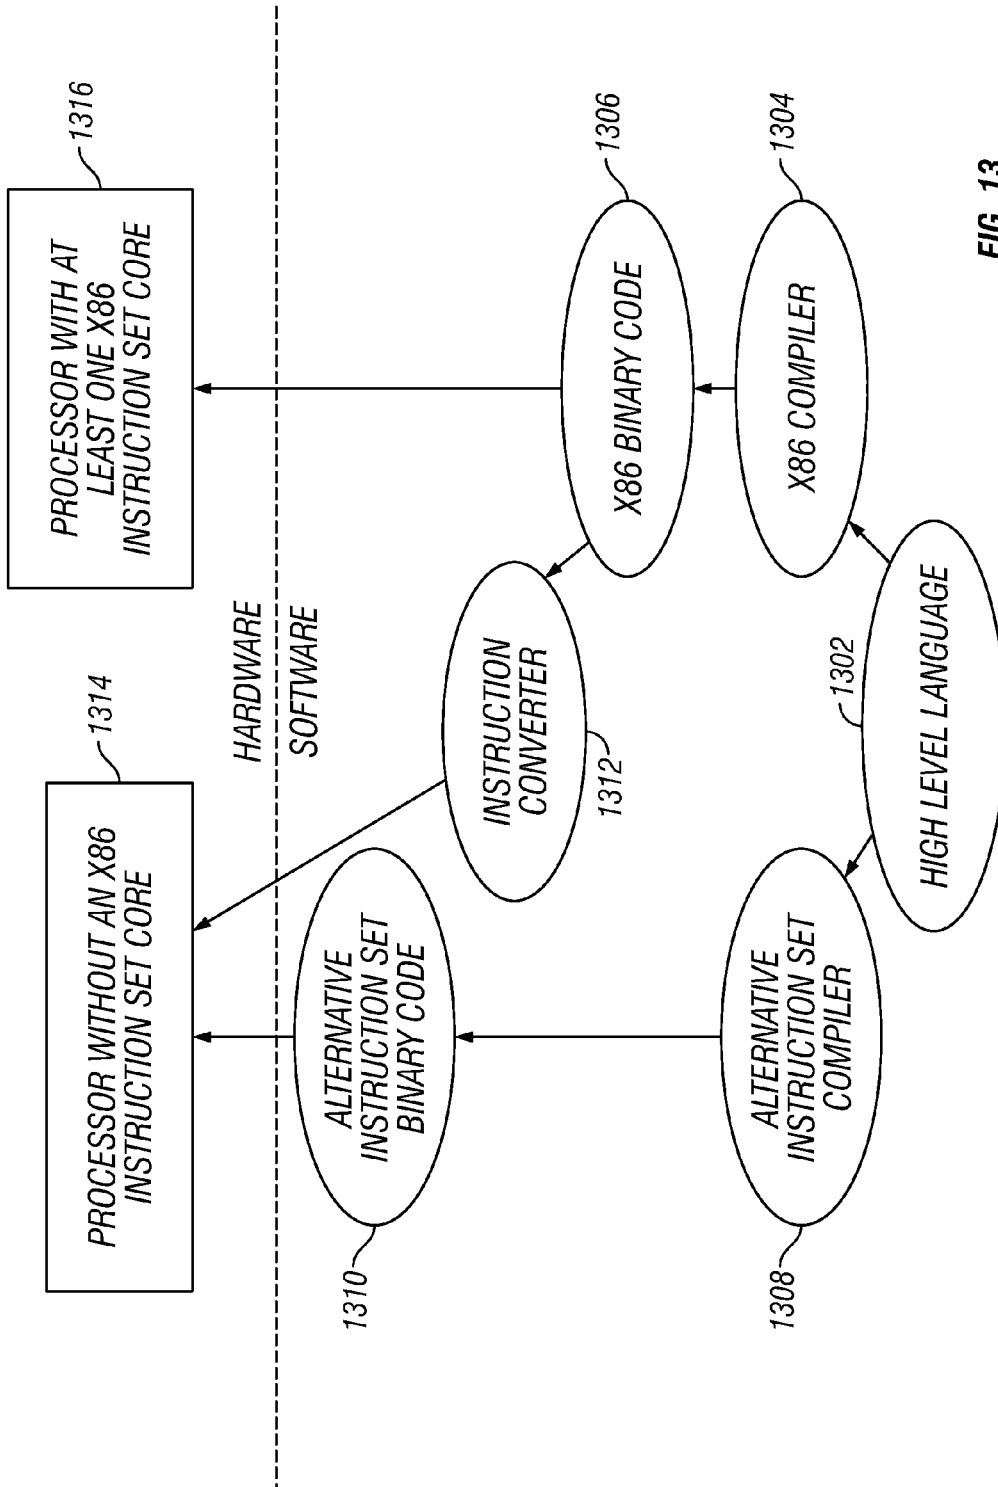 PROCESSOR WITHOUT AN X86
INSTRUCTION SET CORE
1314
PROCESSOR WITH AT
LEAST ONE X86
INSTRUCTION SET CORE
1316
HARDWARE
SOFTWARE
ALTERNATIVE
INSTRUCTION SET
BINARY CODE
1310
INSTRUCTION
CONVERTER
1312
X86 BINARY CODE
1306
ALTERNATIVE
INSTRUCTION SET
COMPILER
1308
X86 COMPILER
1304
HIGH LEVEL LANGUAGE
1302
FIG. 13